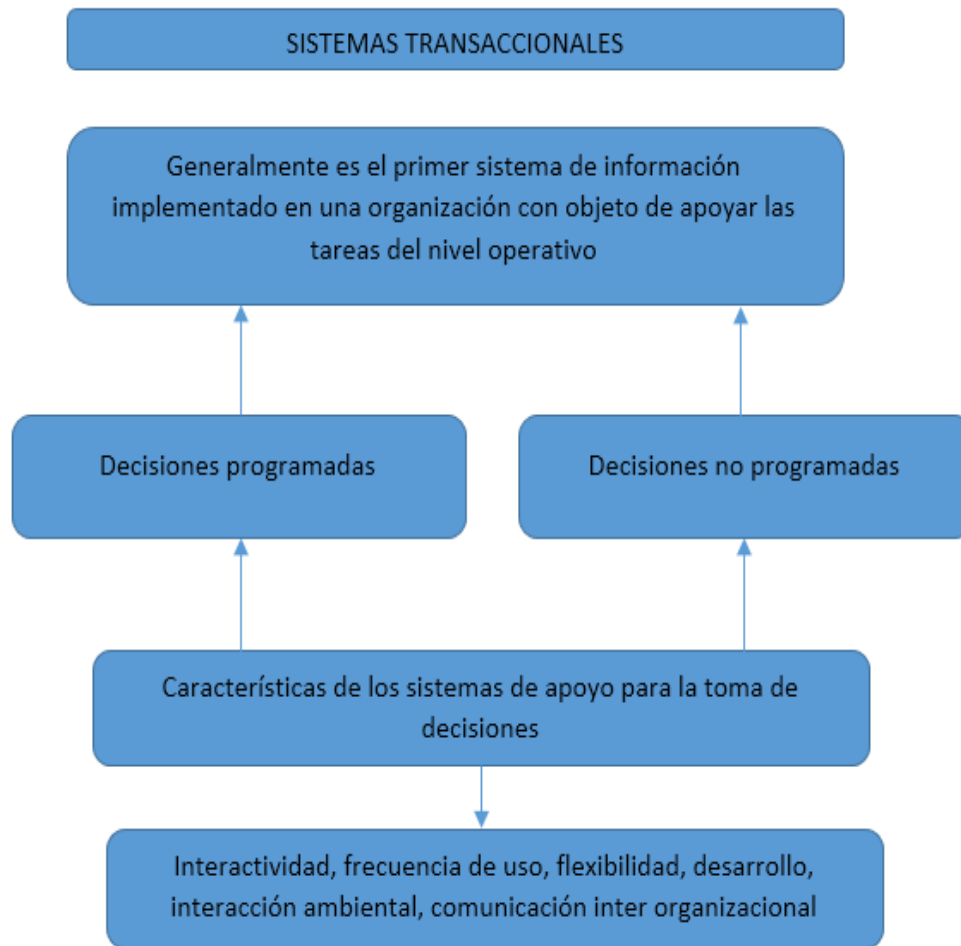 SISTEMAS TRANSACCIONALES
Generalmente es el primer sistema de información
implementado en una organización con objeto de apoyar las
tareas del nivel operativo
Decisiones programadas
Decisiones no programadas
Características de los sistemas de apoyo para la toma de
decisiones
Interactividad, frecuencia de uso, flexibilidad, desarrollo,
interacción ambiental, comunicación inter organizacional